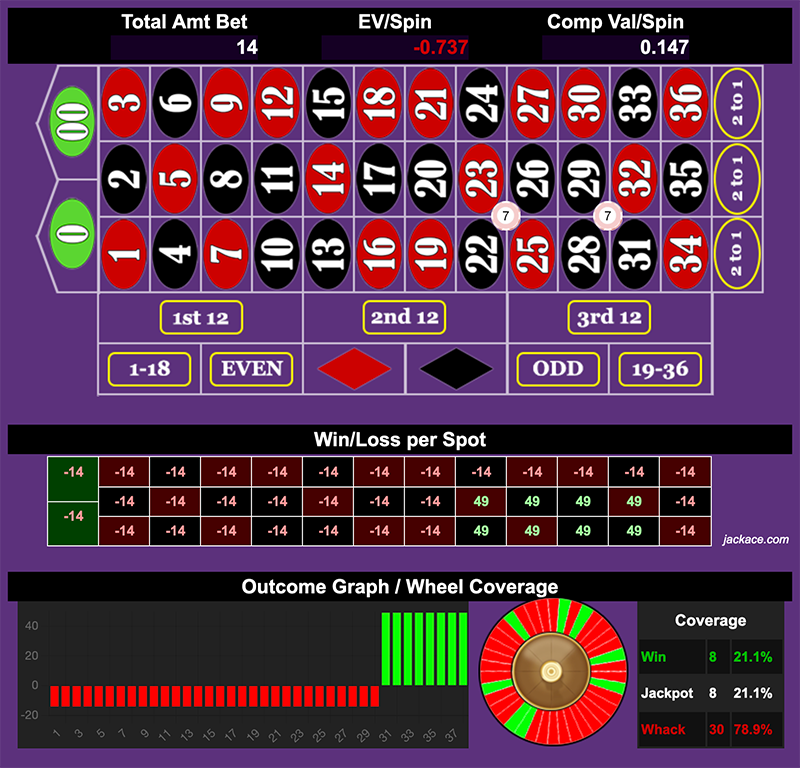 Total Amt Bet EV/Spin Comp Val/Spin
14 -0.737 0.147
00 3 6 9 12 15 18 21 24 27 30 33 36 2 to 1
0 2 5 8 11 14 17 20 23 26 29 32 35 2 to 1
7 7
1 4 7 10 13 16 19 22 25 28 31 34 2 to 1
1st 12 2nd 12 3rd 12
1-18 EVEN ODD 19-36
Win/Loss per Spot
-14 -14 -14 -14 -14 -14 -14 -14 -14 -14 -14 -14 -14
-14 -14 -14 -14 -14 -14 -14 49 49 49 49 -14
-14 -14 -14 -14 -14 -14 -14 -14 49 49 49 49 -14
jackace.com
Outcome Graph / Wheel Coverage
40
20
0
-20
1 3 5 7 9 11 13 15 17 19 21 23 25 27 29 31 33 35 37
Coverage
Win 8 21.1%
Jackpot 8 21.1%
Whack 30 78.9%